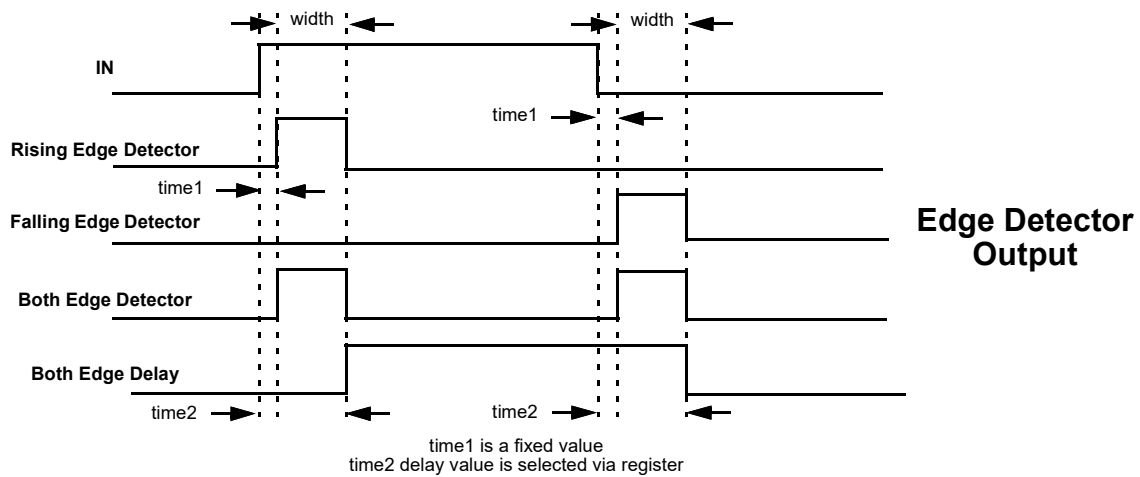 width
width
IN
time1
Rising Edge Detector
time1
Falling Edge Detector
Edge Detector
Output
Both Edge Detector
Both Edge Delay
time2
time2
time1 is a fixed value
time2 delay value is selected via register